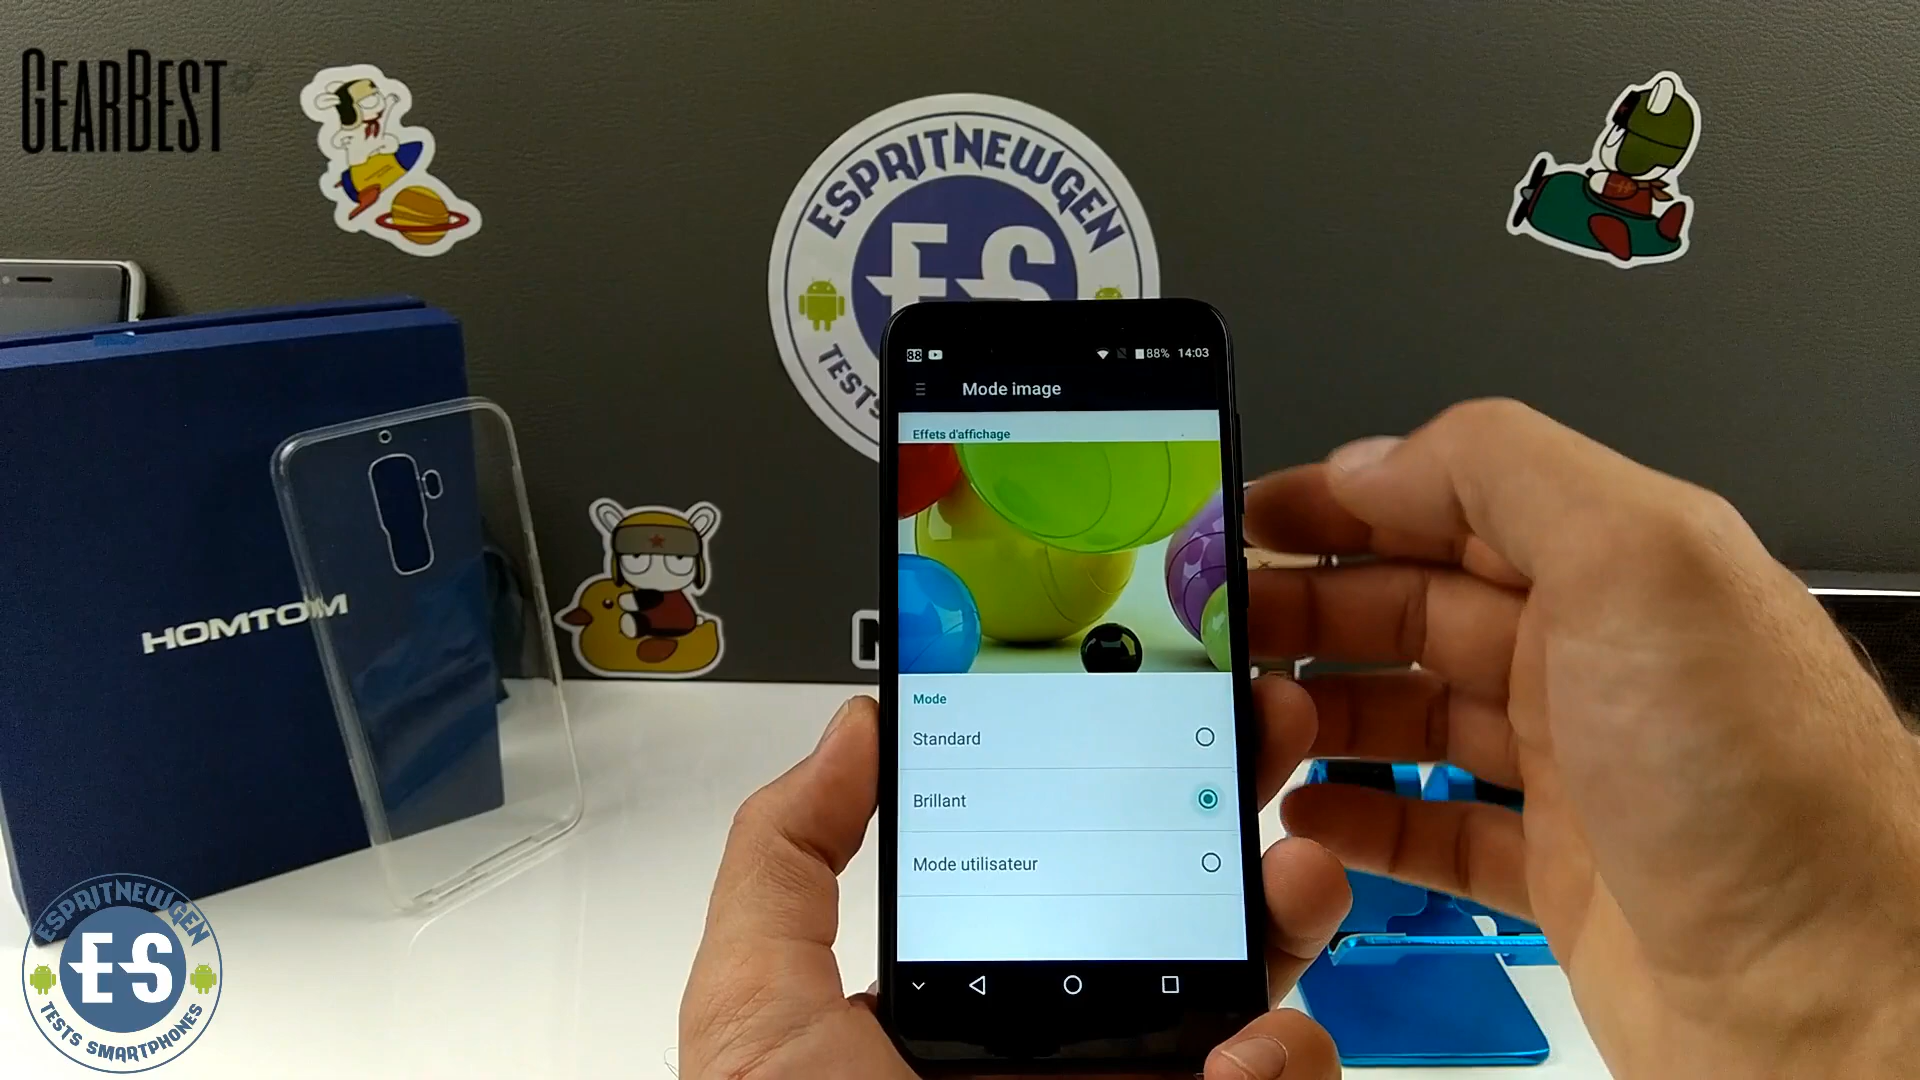 GEARBEST
ESPRITNEWGEN
ES
TESTS
88% 14:03
Mode image
Effets d'affichage
Mode
Standard
Brillant
Mode utilisateur
HOMTOM
ESPRITNEWGEN
ES
TESTS SMARTPHONES